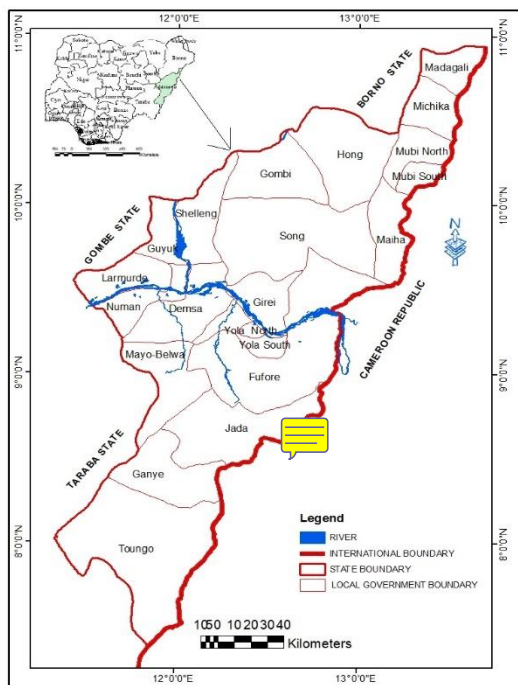 12°0'0"E
13°0'0"E
11°0'0"N
11°0'0"N
BORNO STATE
Madagali
Michika
Mubi North
Mubi South
Hong
Gombi
10°0'0"N
10°0'0"N
Shelleng
Song
Maiha
N
GOMBE STATE
Guyuk
Larmurde
Numan
Demsa
Girei
Yola North
Yola South
CAMEROON REPUBLIC
Mayo-Belwa
Fufore
9°0'0"N
9°0'0"N
Jada
TARABA STATE
Ganye
Toungo
8°0'0"N
8°0'0"N
Legend
RIVER
INTERNATIONAL BOUNDARY
STATE BOUNDARY
LOCAL GOVERNMENT BOUNDARY
10 5 0 10 20 30 40
Kilometers
12°0'0"E
13°0'0"E